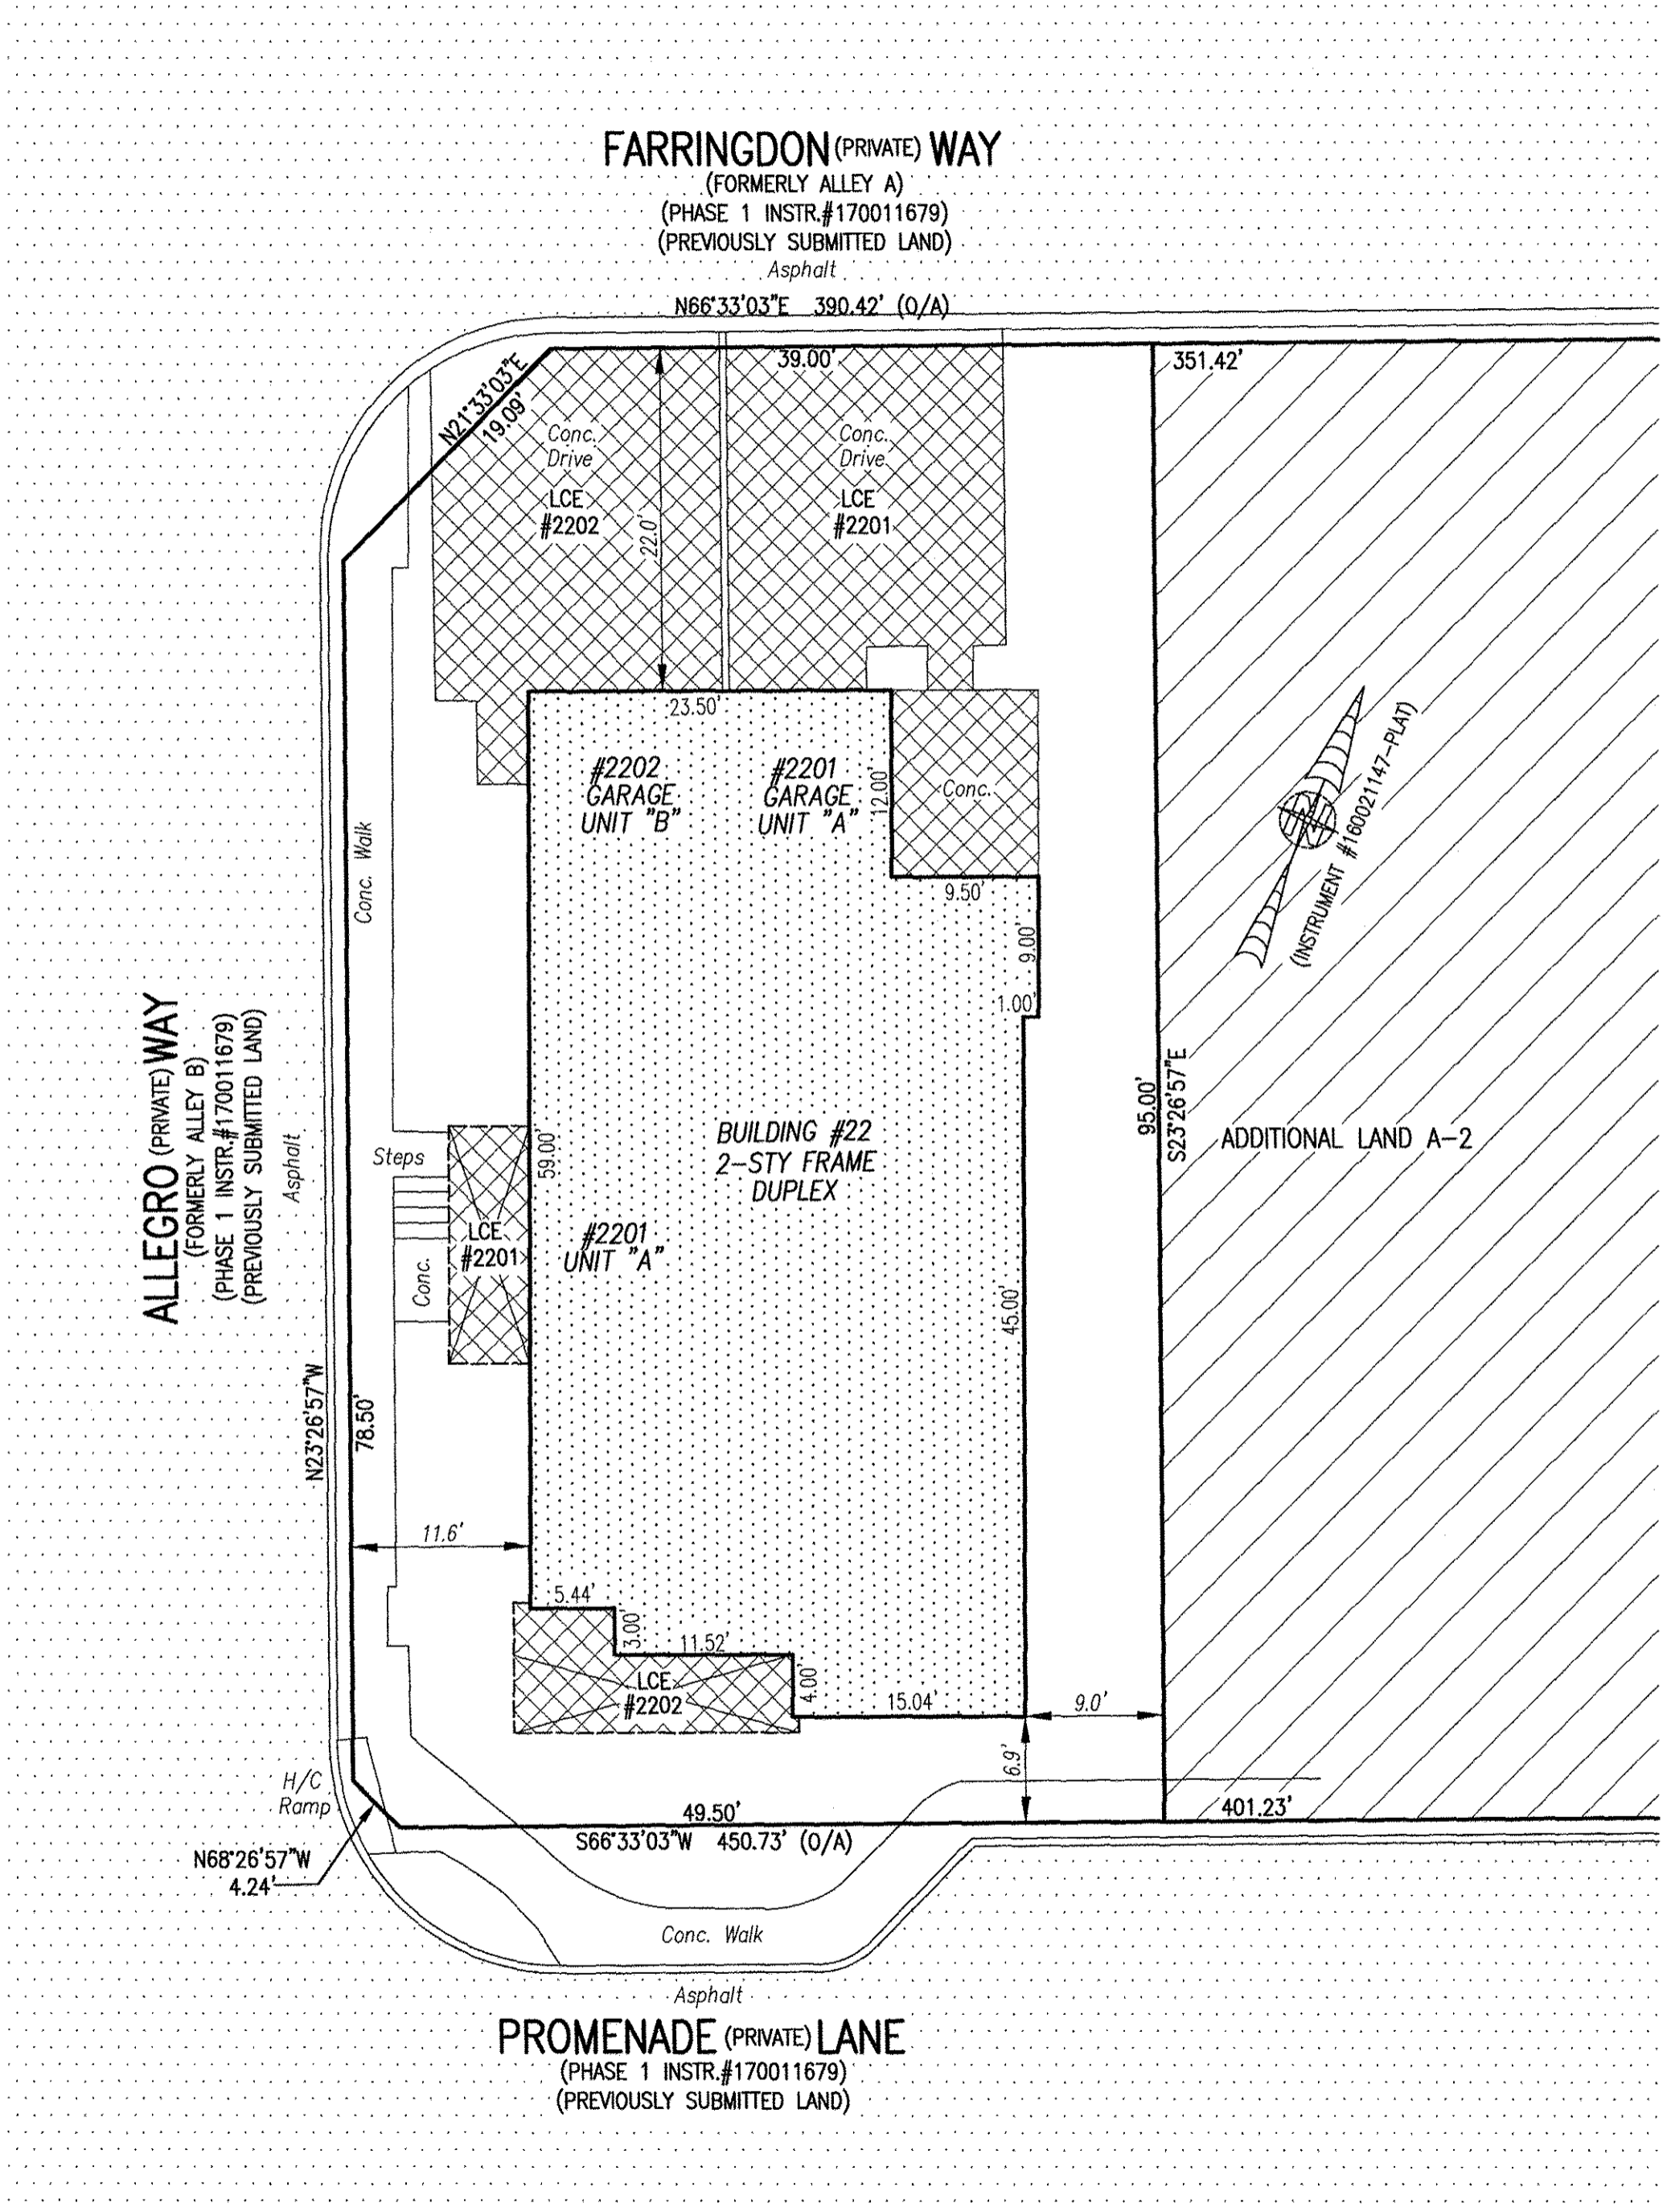 FARRINGDON (PRIVATE) WAY
(FORMERLY ALLEY A)
(PHASE 1 INSTR.#170011679)
(PREVIOUSLY SUBMITTED LAND)
Asphalt
N66°33'03"E 390.42' (O/A)
39.00'
351.42'
N21°33'03"E
19.09'
Conc.
Drive
LCE
#2202
22.0'
Conc.
Drive
LCE
#2201
23.50'
#2202
GARAGE
UNIT "B"
#2201
GARAGE
UNIT "A"
12.00'
Conc.
9.50'
9.00'
1.00'
(INSTRUMENT #160021147-PLAT)
Conc. Walk
ALLEGRO (PRIVATE) WAY
(FORMERLY ALLEY B)
(PHASE 1 INSTR.#170011679)
(PREVIOUSLY SUBMITTED LAND)
Asphalt
Steps
LCE
#2201
Conc.
59.00'
BUILDING #22
2-STY FRAME
DUPLEX
#2201
UNIT "A"
45.00'
95.00'
S23°26'57"E
ADDITIONAL LAND A-2
N23°26'57"W
78.50'
11.6'
5.44'
3.00'
11.52'
4.00'
LCE
#2202
15.04'
9.0'
6.9'
H/C
Ramp
49.50'
401.23'
S66°33'03"W 450.73' (O/A)
N68°26'57"W
4.24'
Conc. Walk
Asphalt
PROMENADE (PRIVATE) LANE
(PHASE 1 INSTR.#170011679)
(PREVIOUSLY SUBMITTED LAND)